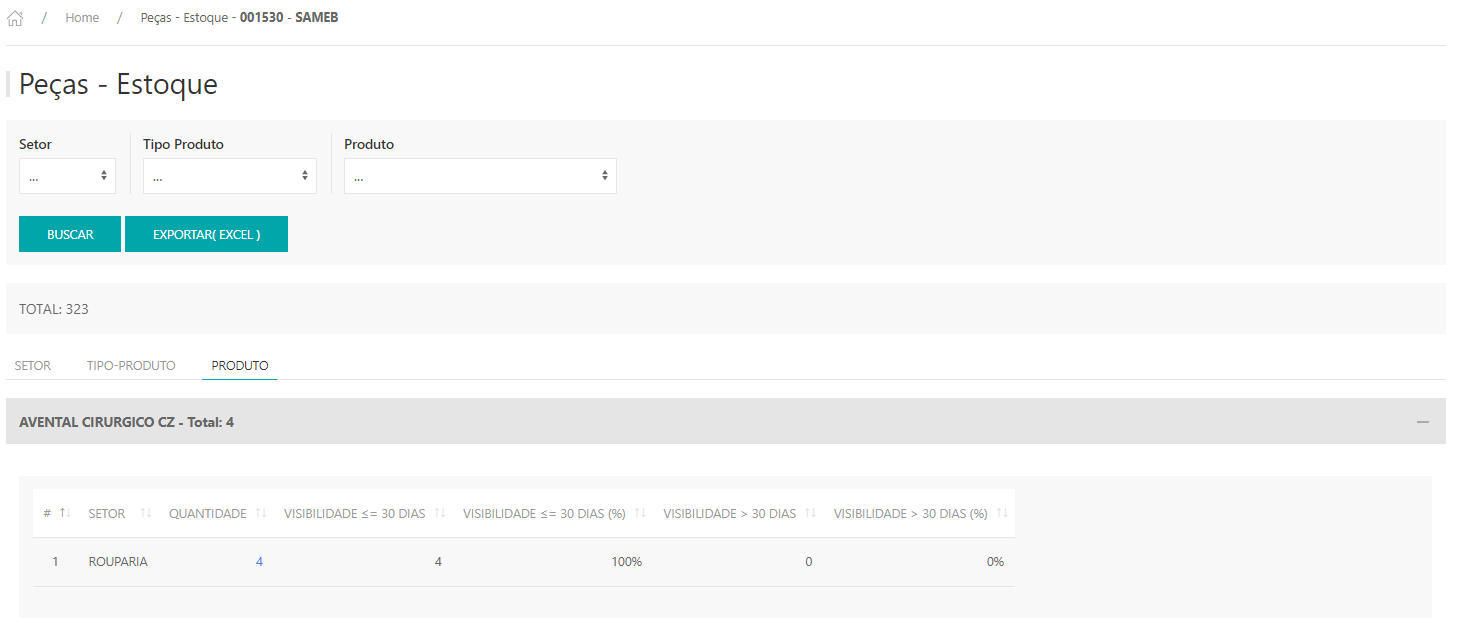 / Home / Peças - Estoque - 001530 - SAMEB
Peças - Estoque
Setor Tipo Produto Produto
... ... ...
BUSCAR EXPORTAR( EXCEL )
TOTAL: 323
SETOR TIPO-PRODUTO PRODUTO
AVENTAL CIRURGICO CZ - Total: 4
# SETOR QUANTIDADE VISIBILIDADE ≤= 30 DIAS VISIBILIDADE ≤= 30 DIAS (%) VISIBILIDADE > 30 DIAS VISIBILIDADE > 30 DIAS (%)
1 ROUPARIA 4 4 100% 0 0%